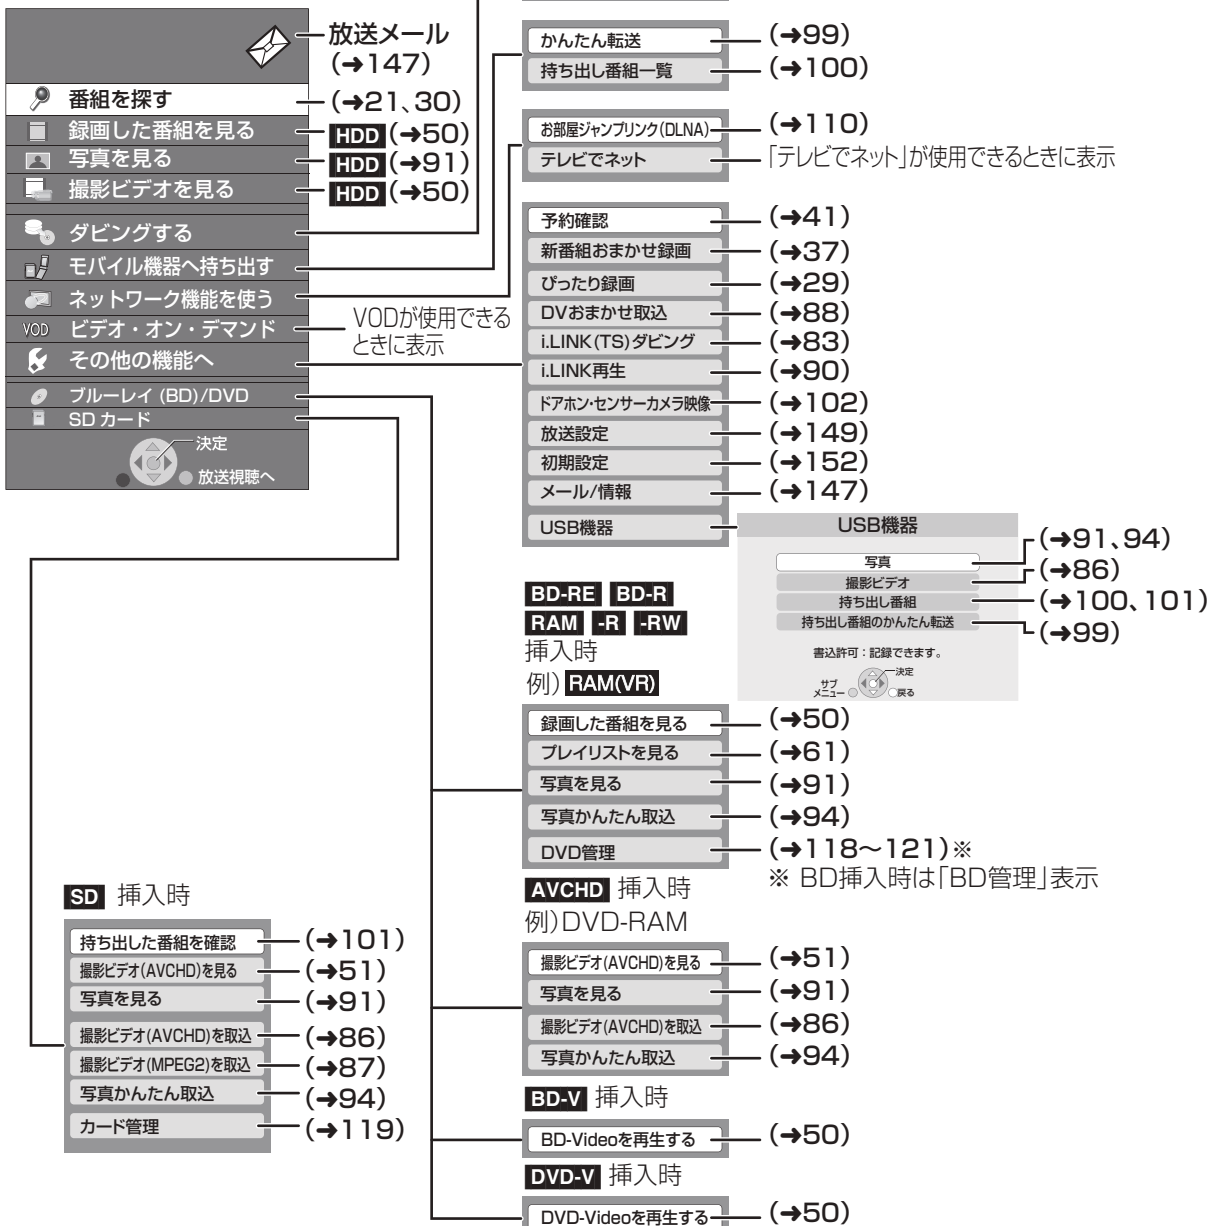 放送メール
(→147)
番組を探す
(→21、30)
録画した番組を見る
HDD (→50)
写真を見る
HDD (→91)
撮影ビデオを見る
HDD (→50)
ダビングする
モバイル機器へ持ち出す
ネットワーク機能を使う
VOD ビデオ・オン・デマンド
VODが使用できる
ときに表示
その他の機能へ
ブルーレイ (BD)/DVD
SD カード
決定
放送視聴へ
かんたん転送
(→99)
持ち出し番組一覧
(→100)
お部屋ジャンプリンク(DLNA)
(→110)
テレビでネット
「テレビでネット」が使用できるときに表示
予約確認
(→41)
新番組おまかせ録画
(→37)
ぴったり録画
(→29)
DVおまかせ取込
(→88)
i.LINK(TS)ダビング
(→83)
i.LINK再生
(→90)
ドアホン・センサーカメラ映像
(→102)
放送設定
(→149)
初期設定
(→152)
メール/情報
(→147)
USB機器
USB機器
写真
(→91、94)
撮影ビデオ
(→86)
持ち出し番組
(→100、101)
持ち出し番組のかんたん転送
(→99)
書込許可：記録できます。
決定
サブ
メニュー
戻る
BD-RE BD-R
RAM -R -RW
挿入時
例) RAM(VR)
録画した番組を見る
(→50)
プレイリストを見る
(→61)
写真を見る
(→91)
写真かんたん取込
(→94)
DVD管理
(→118〜121)※
※ BD挿入時は「BD管理」表示
AVCHD 挿入時
例)DVD-RAM
撮影ビデオ(AVCHD)を見る
(→51)
写真を見る
(→91)
撮影ビデオ(AVCHD)を取込
(→86)
写真かんたん取込
(→94)
BD-V 挿入時
BD-Videoを再生する
(→50)
DVD-V 挿入時
DVD-Videoを再生する
(→50)
SD 挿入時
持ち出した番組を確認
(→101)
撮影ビデオ(AVCHD)を見る
(→51)
写真を見る
(→91)
撮影ビデオ(AVCHD)を取込
(→86)
撮影ビデオ(MPEG2)を取込
(→87)
写真かんたん取込
(→94)
カード管理
(→119)